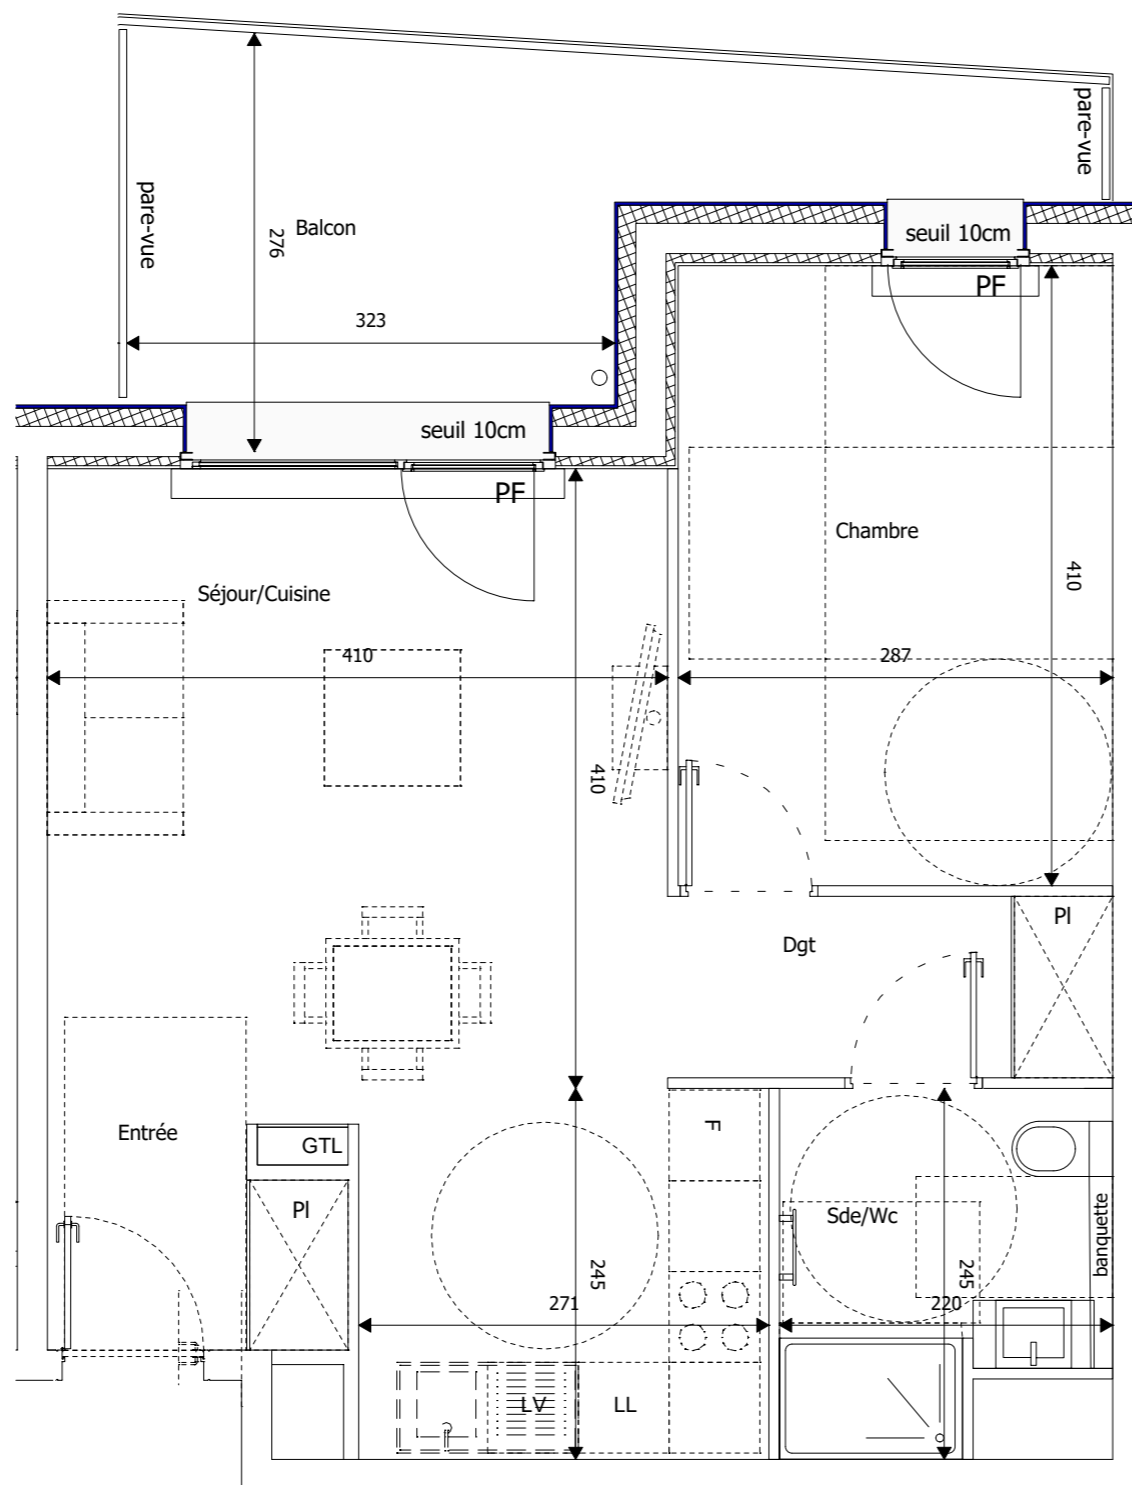 pare-vue
pare-vue
Balcon
276
seuil 10cm
PF
323
seuil 10cm
PF
Chambre
410
Séjour/Cuisine
410
287
410
Pl
Dgt
Entrée
GTL
F
Pl
Sde/Wc
banquette
245
245
271
220
LV
LL